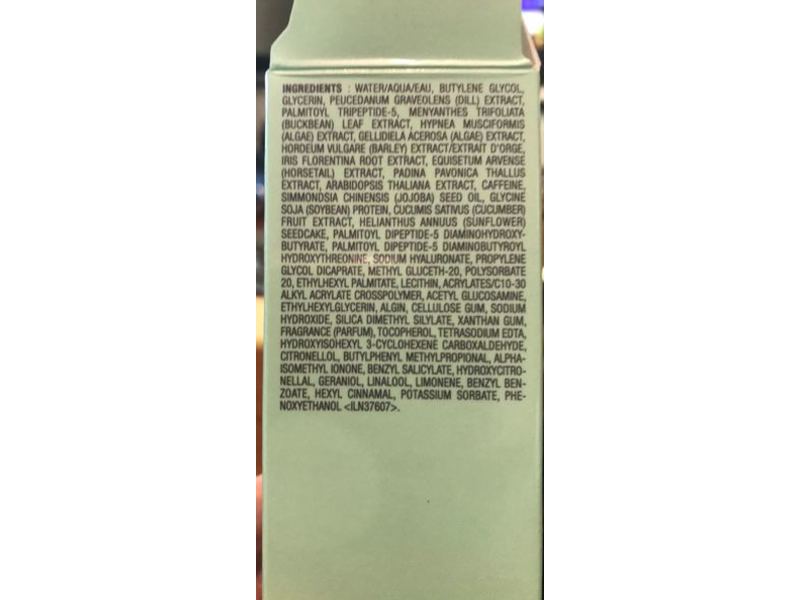 INGREDIENTS : WATER/AQUA/EAU, BUTYLENE GLYCOL,
GLYCERIN, PEUCEDANUM GRAVEOLENS (DILL) EXTRACT,
PALMITOYL TRIPEPTIDE-5, MENYANTHES TRIFOLIATA
(BUCKBEAN) LEAF EXTRACT, HYPNEA MUSCIFORMIS
(ALGAE) EXTRACT, GELLIDIELA ACEROSA (ALGAE) EXTRACT,
HORDEUM VULGARE (BARLEY) EXTRACT/EXTRAIT D'ORGE,
IRIS FLORENTINA ROOT EXTRACT, EQUISETUM ARVENSE
(HORSETAIL) EXTRACT, PADINA PAVONICA THALLUS
EXTRACT, ARABIDOPSIS THALIANA EXTRACT, CAFFEINE,
SIMMONDSIA CHINENSIS (JOJOBA) SEED OIL, GLYCINE
SOJA (SOYBEAN) PROTEIN, CUCUMIS SATIVUS (CUCUMBER)
FRUIT EXTRACT, HELIANTHUS ANNUUS (SUNFLOWER)
SEEDCAKE, PALMITOYL DIPEPTIDE-5 DIAMINOHYDROXY-
BUTYRATE, PALMITOYL DIPEPTIDE-5 DIAMINOBUTYROYL
HYDROXYTHREONINE, SODIUM HYALURONATE, PROPYLENE
GLYCOL DICAPRATE, METHYL GLUCETH-20, POLYSORBATE
20, ETHYLHEXYL PALMITATE, LECITHIN, ACRYLATES/C10-30
ALKYL ACRYLATE CROSSPOLYMER, ACETYL GLUCOSAMINE,
ETHYLHEXYLGLYCERIN, ALGIN, CELLULOSE GUM, SODIUM
HYDROXIDE, SILICA DIMETHYL SILYLATE, XANTHAN GUM,
FRAGRANCE (PARFUM), TOCOPHEROL, TETRASODIUM EDTA,
HYDROXYISOHEXYL 3-CYCLOHEXENE CARBOXALDEHYDE,
CITRONELLOL, BUTYLPHENYL METHYLPROPIONAL, ALPHA-
ISOMETHYL IONONE, BENZYL SALICYLATE, HYDROXYCITRO-
NELLAL, GERANIOL, LINALOOL, LIMONENE, BENZYL BEN-
ZOATE, HEXYL CINNAMAL, POTASSIUM SORBATE, PHE-
NOXYETHANOL <ILN37607>.